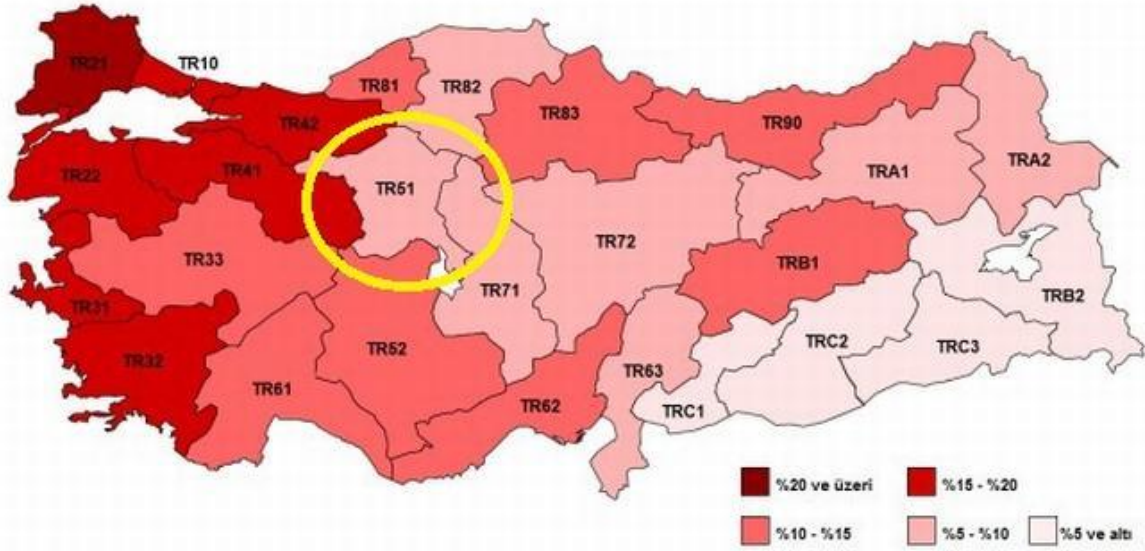 TR21
TR10
TR81
TR82
TR42
TR83
TR90
TR22
TR41
TR51
TRA1
TRA2
TR33
TR72
TRB1
TR31
TR71
TRB2
TR32
TR52
TRC2
TRC3
TR61
TR63
TR62
TRC1
%20 ve üzeri
%15 - %20
%10 - %15
%5 - %10
%5 ve altı